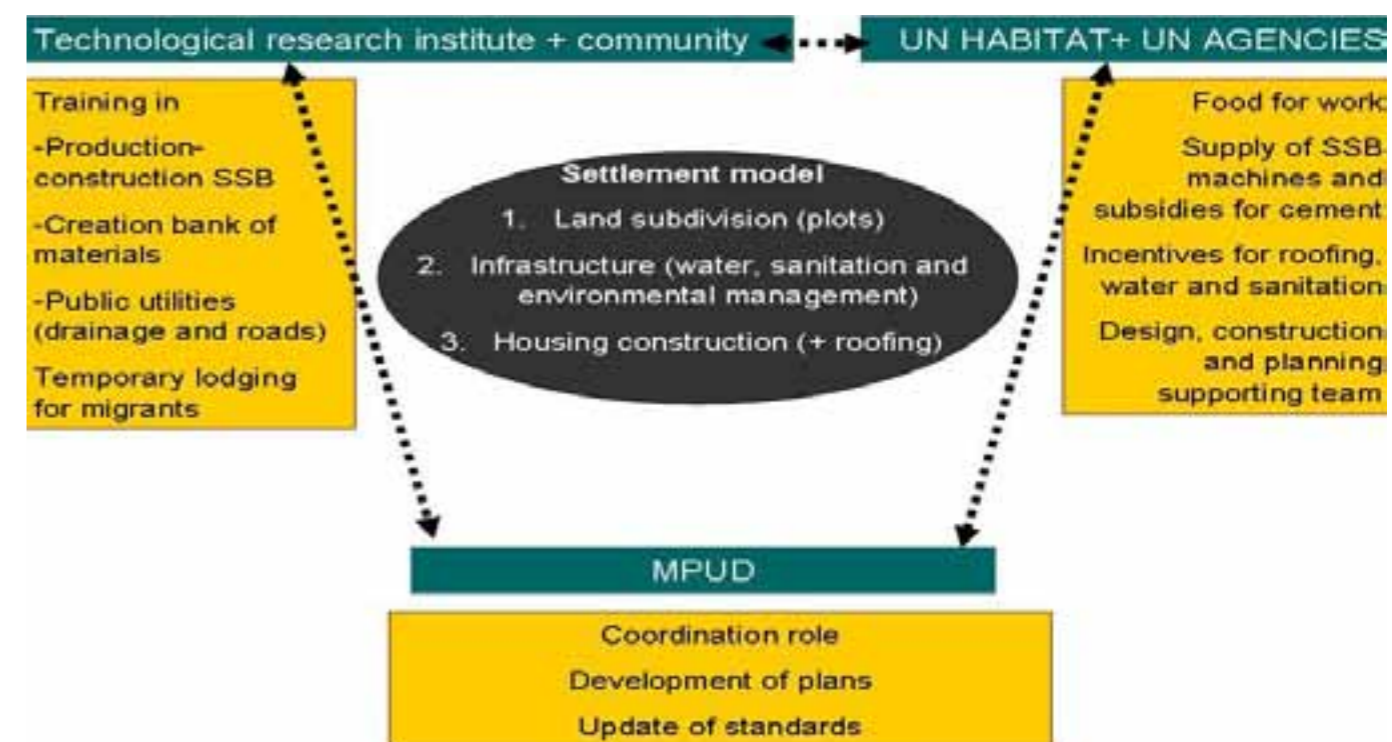 Technological research institute + community
UN HABITAT+ UN AGENCIES
Training in
-Production-
construction SSB
-Creation bank of
materials
-Public utilities
(drainage and roads)
Temporary lodging
for migrants
Settlement model
1. Land subdivision (plots)
2. Infrastructure (water, sanitation and
environmental management)
3. Housing construction (+ roofing)
Food for work
Supply of SSB
machines and
subsidies for cement
Incentives for roofing,
water and sanitation
Design, construction
and planning
supporting team
MPUD
Coordination role
Development of plans
Update of standards